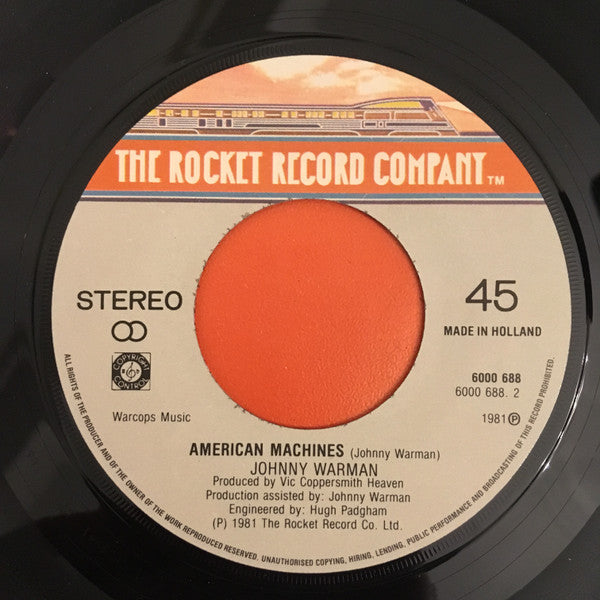 THE ROCKET RECORD COMPANY TM
STEREO
45
MADE IN HOLLAND
COPYRIGHT CONTROL
6000 688
6000 688. 2
Warcops Music
1981 Ⓟ
AMERICAN MACHINES (Johnny Warman)
JOHNNY WARMAN
Produced by Vic Coppersmith Heaven
Production assisted by: Johnny Warman
Engineered by: Hugh Padgham
(P) 1981 The Rocket Record Co. Ltd.
ALL RIGHTS OF THE PRODUCER AND OF THE OWNER OF THE WORK REPRODUCED RESERVED. UNAUTHORISED COPYING, HIRING, LENDING, PUBLIC PERFORMANCE AND BROADCASTING OF THIS RECORD PROHIBITED.